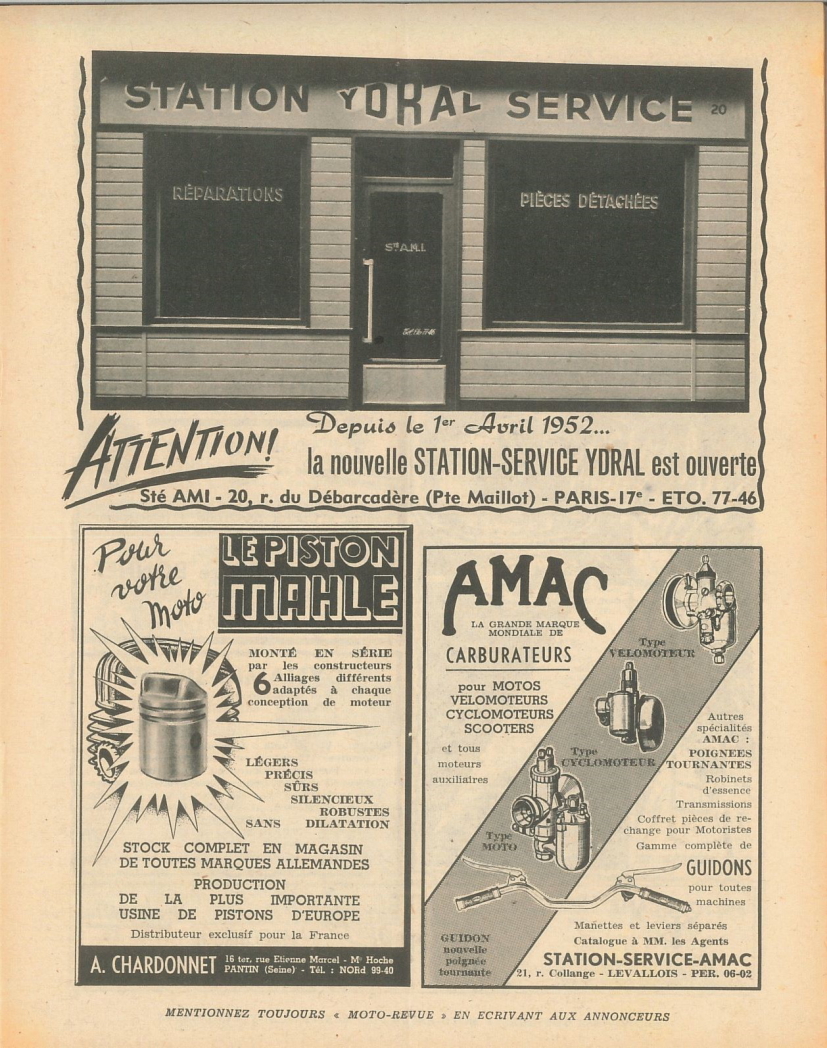 STATION YDRAL SERVICE 20
RÉPARATIONS
PIÈCES DÉTACHÉES
Sté A.M.I.
Tél. Eto 77-46
ATTENTION!
Depuis le 1er Avril 1952...
la nouvelle STATION-SERVICE YDRAL est ouverte
Sté AMI - 20, r. du Débarcadère (Pte Maillot) - PARIS-17e - ETO. 77-46
Pour
votre
Moto
LE PISTON
MAHLE
MONTÉ EN SÉRIE
par les constructeurs
6 Alliages différents
adaptés à chaque
conception de moteur
LÉGERS
PRÉCIS
SÛRS
SILENCIEUX
ROBUSTES
SANS DILATATION
STOCK COMPLET EN MAGASIN
DE TOUTES MARQUES ALLEMANDES
PRODUCTION
DE LA PLUS IMPORTANTE
USINE DE PISTONS D'EUROPE
Distributeur exclusif pour la France
A. CHARDONNET
16 ter, rue Etienne Marcel - Mo Hoche
PANTIN (Seine) - Tél. : NORd 99-40
AMAC
LA GRANDE MARQUE
MONDIALE DE
CARBURATEURS
pour MOTOS
VELOMOTEURS
CYCLOMOTEURS
SCOOTERS
et tous
moteurs
auxiliaires
Type
VELOMOTEUR
Type
CYCLOMOTEUR
Type
MOTO
Autres
spécialités
AMAC :
POIGNEES
TOURNANTES
Robinets
d'essence
Transmissions
Coffret pièces de re-
change pour Motoristes
Gamme complète de
GUIDONS
pour toutes
machines
GUIDON
nouvelle
poignée
tournante
Manettes et leviers séparés
Catalogue à MM. les Agents
STATION-SERVICE-AMAC
21, r. Collange - LEVALLOIS - PER. 06-02
MENTIONNEZ TOUJOURS « MOTO-REVUE » EN ECRIVANT AUX ANNONCEURS